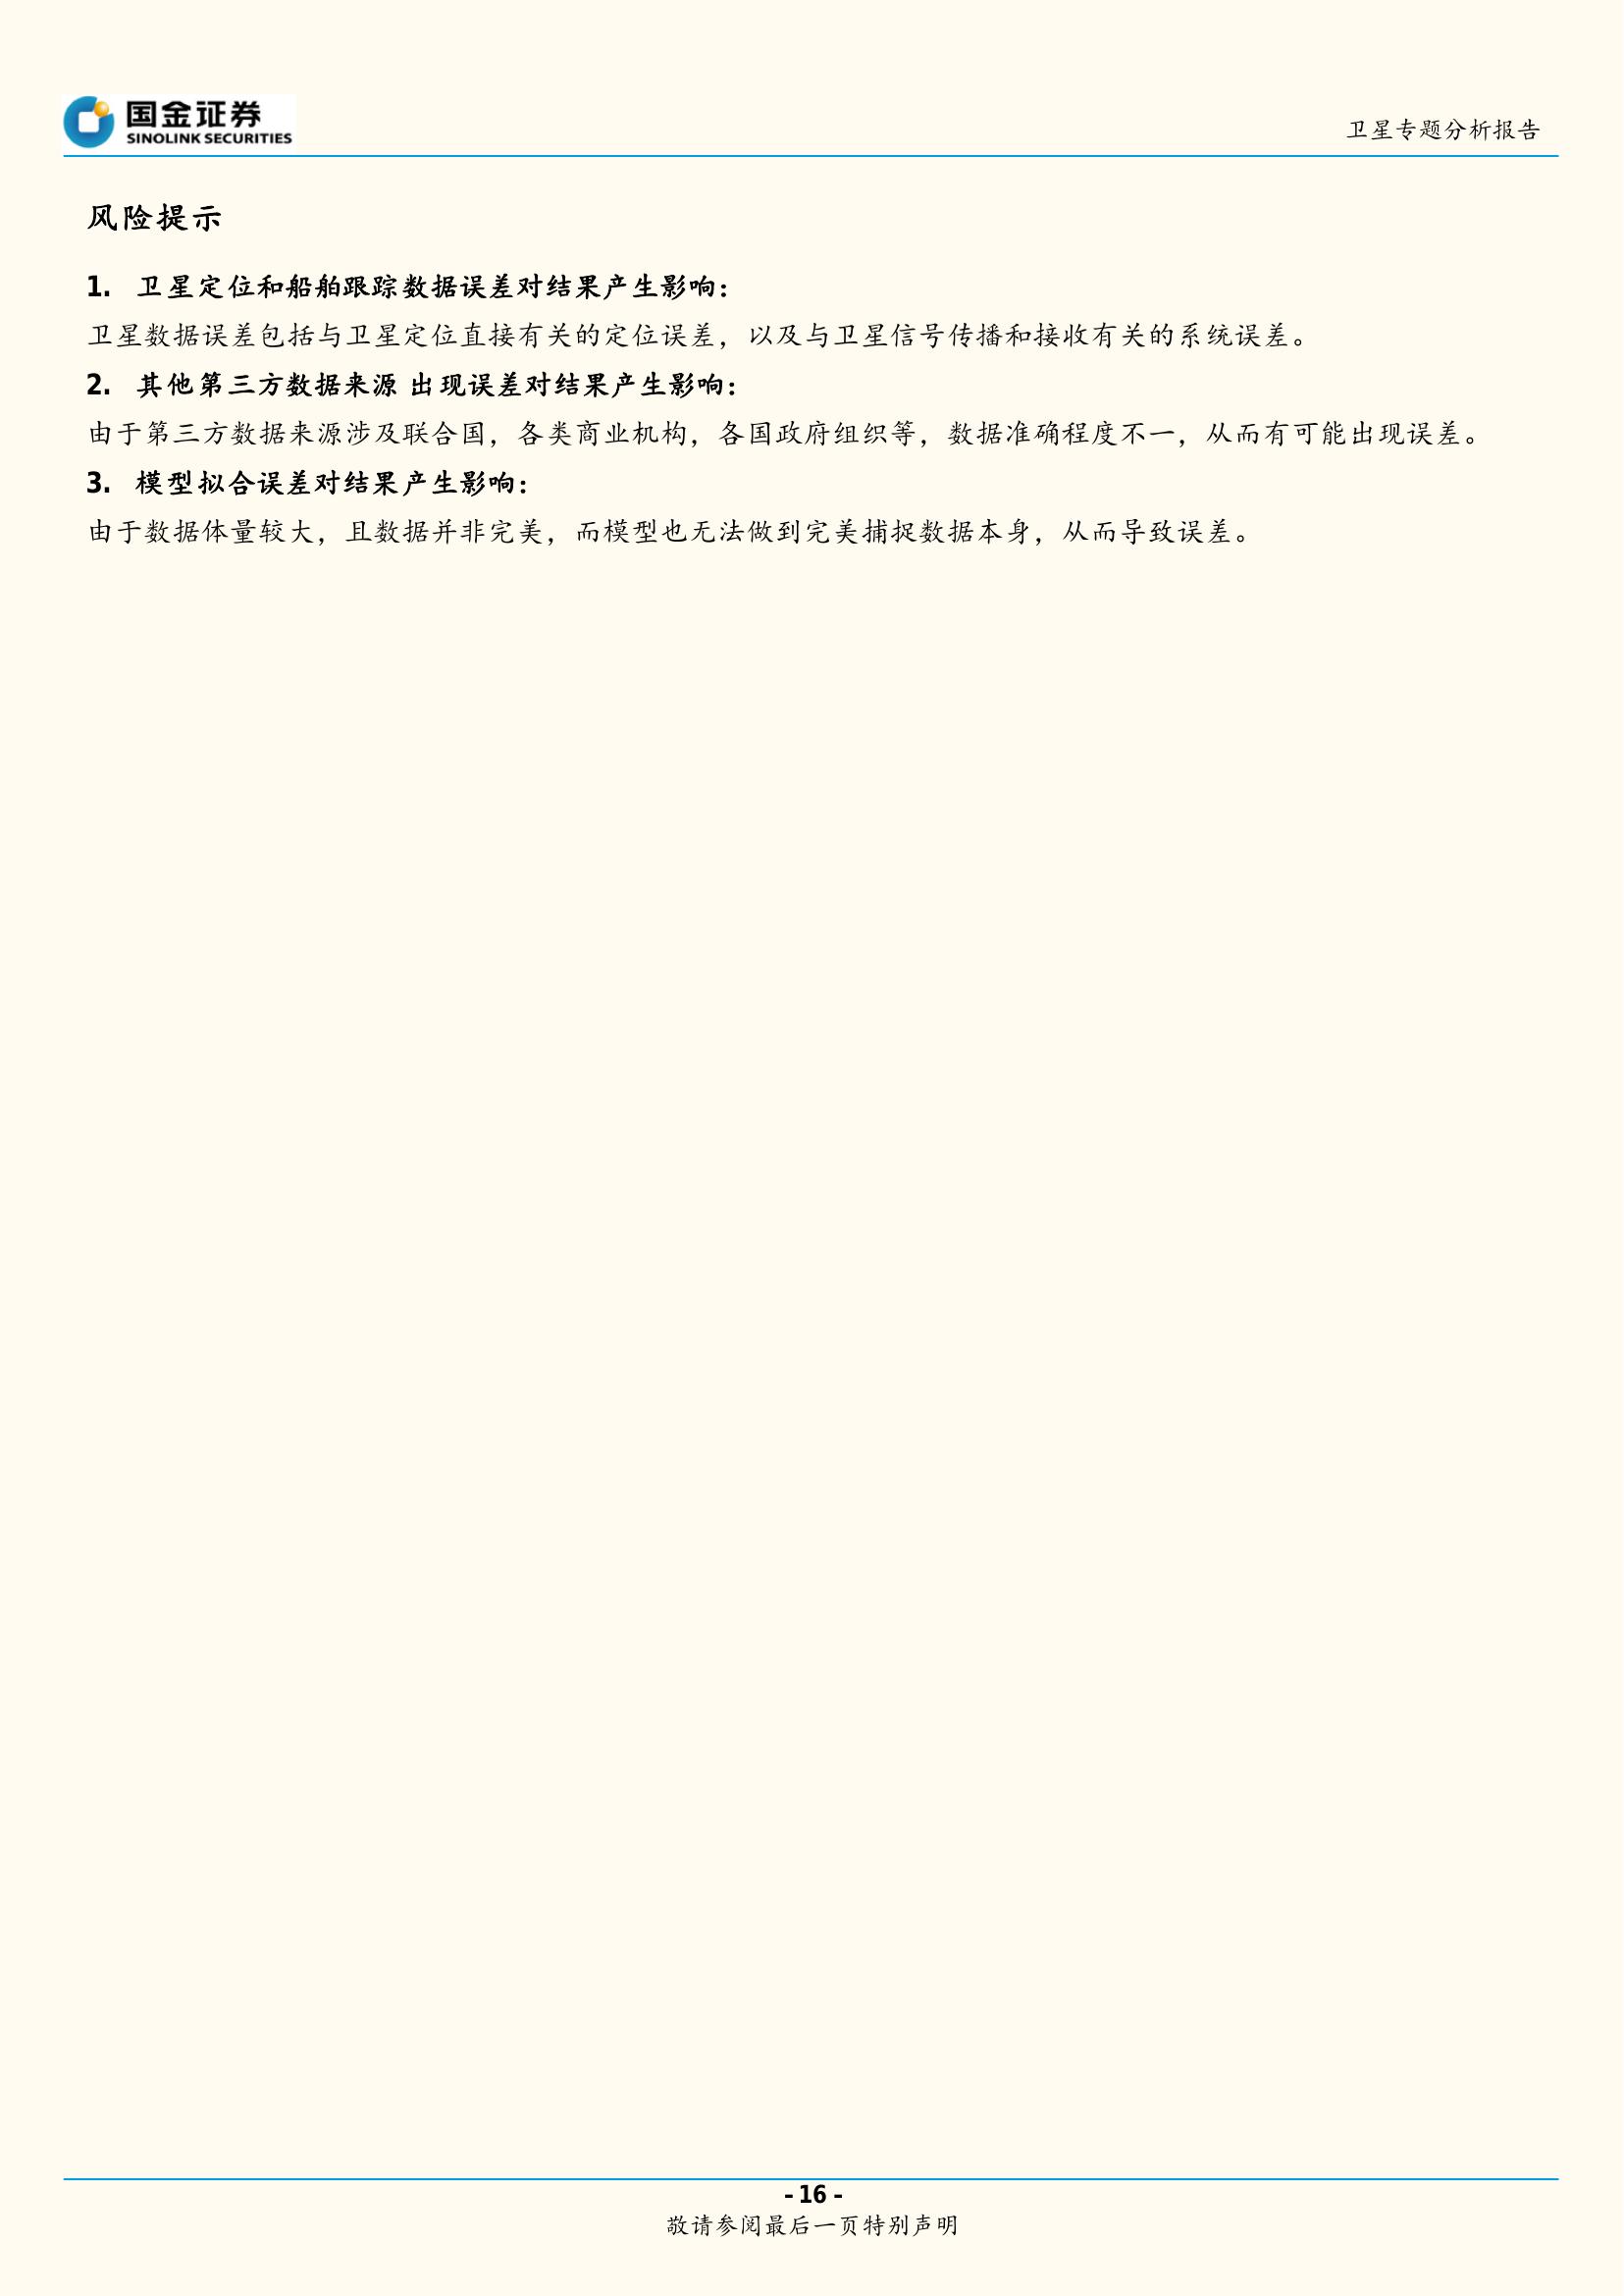 国金证券
SINOLINK SECURITIES
卫星专题分析报告
风险提示
1. 卫星定位和船舶跟踪数据误差对结果产生影响：
卫星数据误差包括与卫星定位直接有关的定位误差，以及与卫星信号传播和接收有关的系统误差。
2. 其他第三方数据来源 出现误差对结果产生影响：
由于第三方数据来源涉及联合国，各类商业机构，各国政府组织等，数据准确程度不一，从而有可能出现误差。
3. 模型拟合误差对结果产生影响：
由于数据体量较大，且数据并非完美，而模型也无法做到完美捕捉数据本身，从而导致误差。
- 16 -
敬请参阅最后一页特别声明